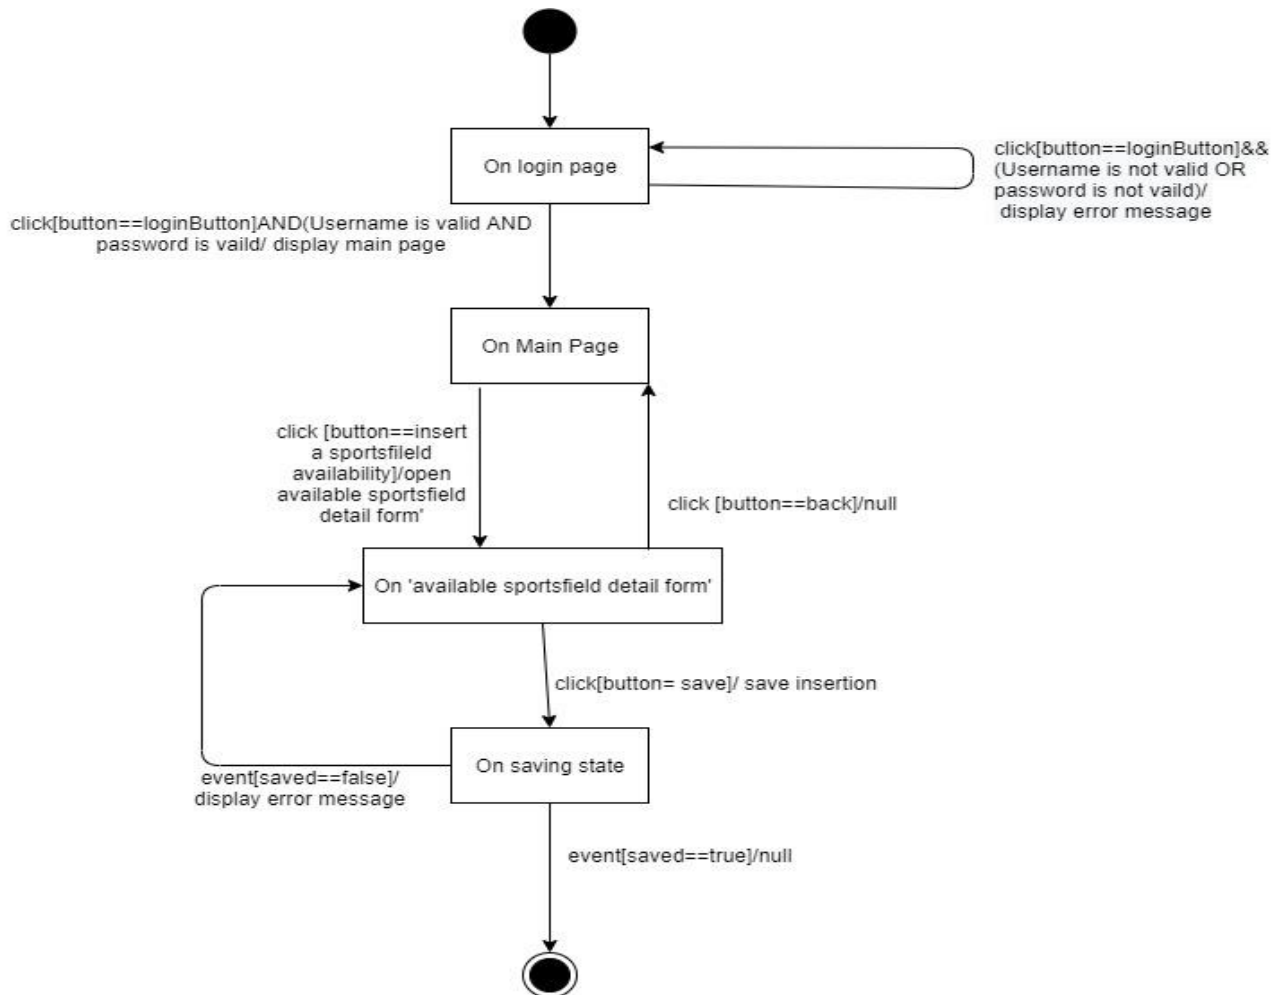 On login page
click[button==loginButton]&&
(Username is not valid OR
password is not vaild)/
display error message
click[button==loginButton]AND(Username is valid AND
password is vaild/ display main page
On Main Page
click [button==insert
a sportsfileld
availability]/open
available sportsfield
detail form'
click [button==back]/null
On 'available sportsfield detail form'
click[button= save]/ save insertion
On saving state
event[saved==false]/
display error message
event[saved==true]/null